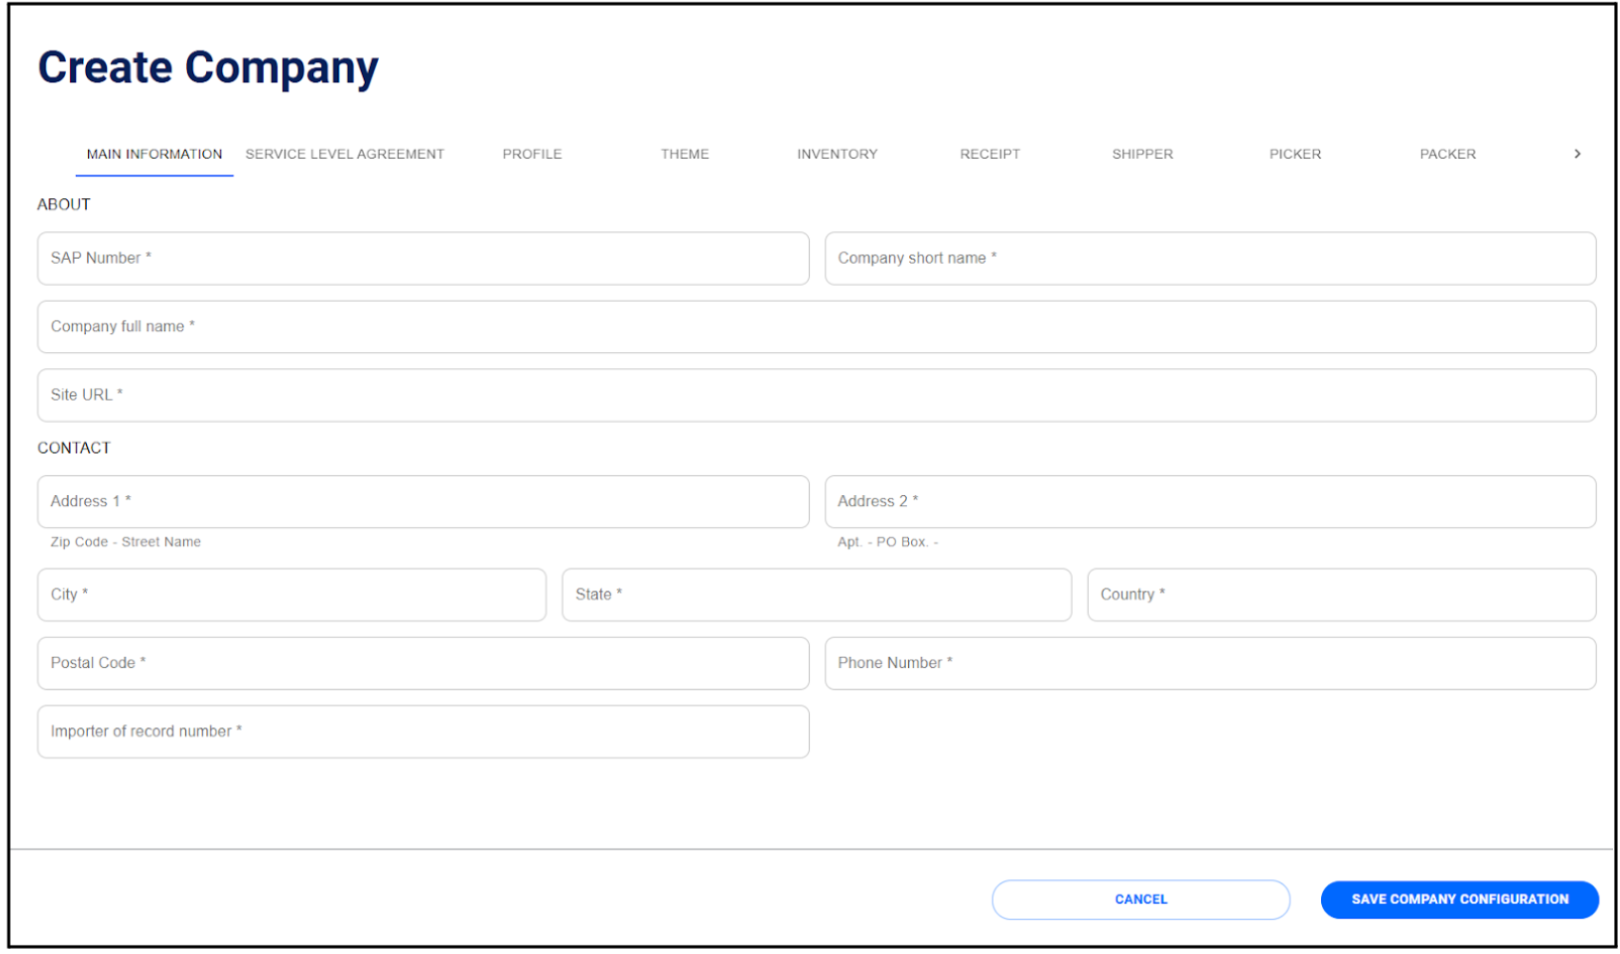 Create Company
MAIN INFORMATION SERVICE LEVEL AGREEMENT PROFILE THEME INVENTORY RECEIPT SHIPPER PICKER PACKER >
ABOUT
SAP Number * Company short name *
Company full name *
Site URL *
CONTACT
Address 1 * Address 2 *
Zip Code - Street Name Apt. - PO Box. -
City * State * Country *
Postal Code * Phone Number *
Importer of record number *
CANCEL SAVE COMPANY CONFIGURATION